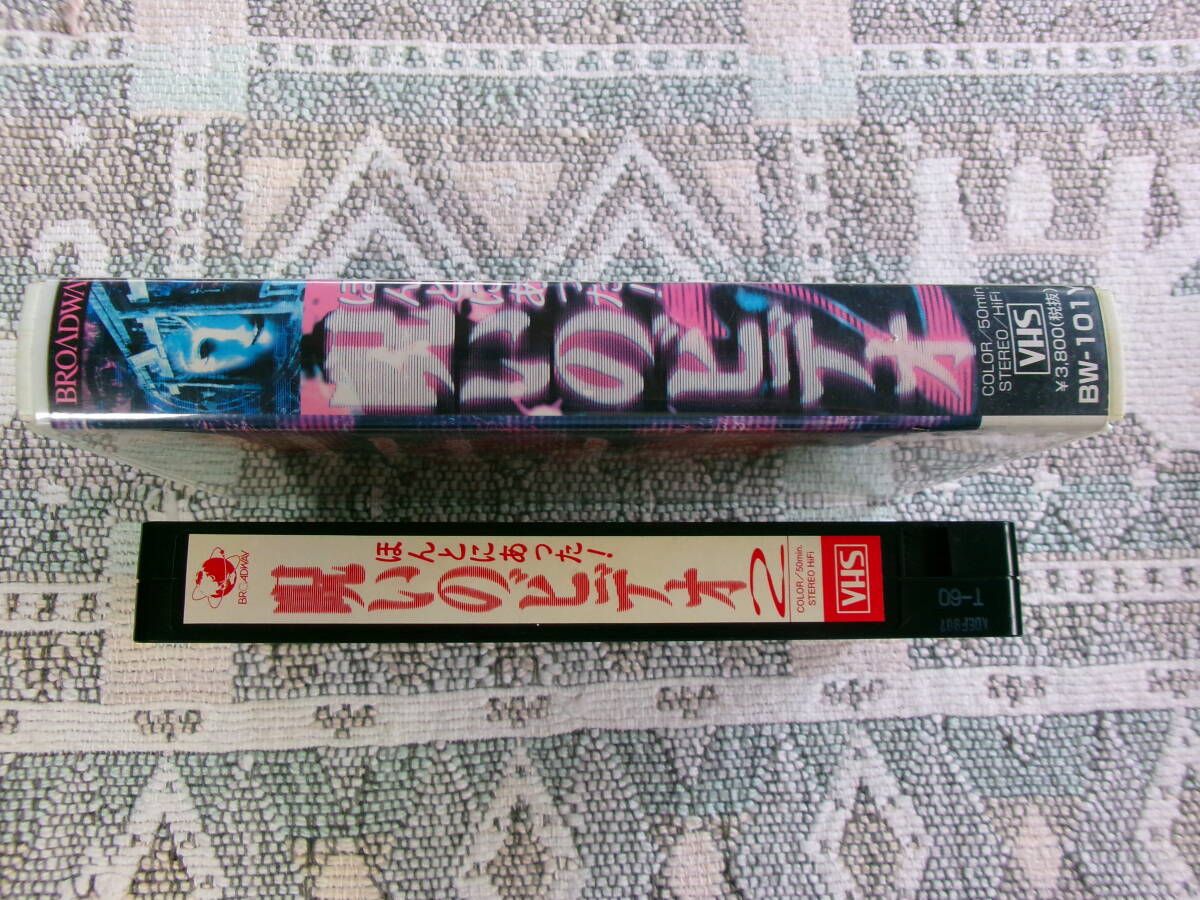 BROADWA
ほんとにあった!
呪いのビデオ
COLOR/50min
STEREO/HiFi
VHS
¥3,800(税抜)
BW-101
BROADWAY
ほんとにあった!
呪いのビデオ2
COLOR/50min.
STEREO HiFi
VHS
T-60